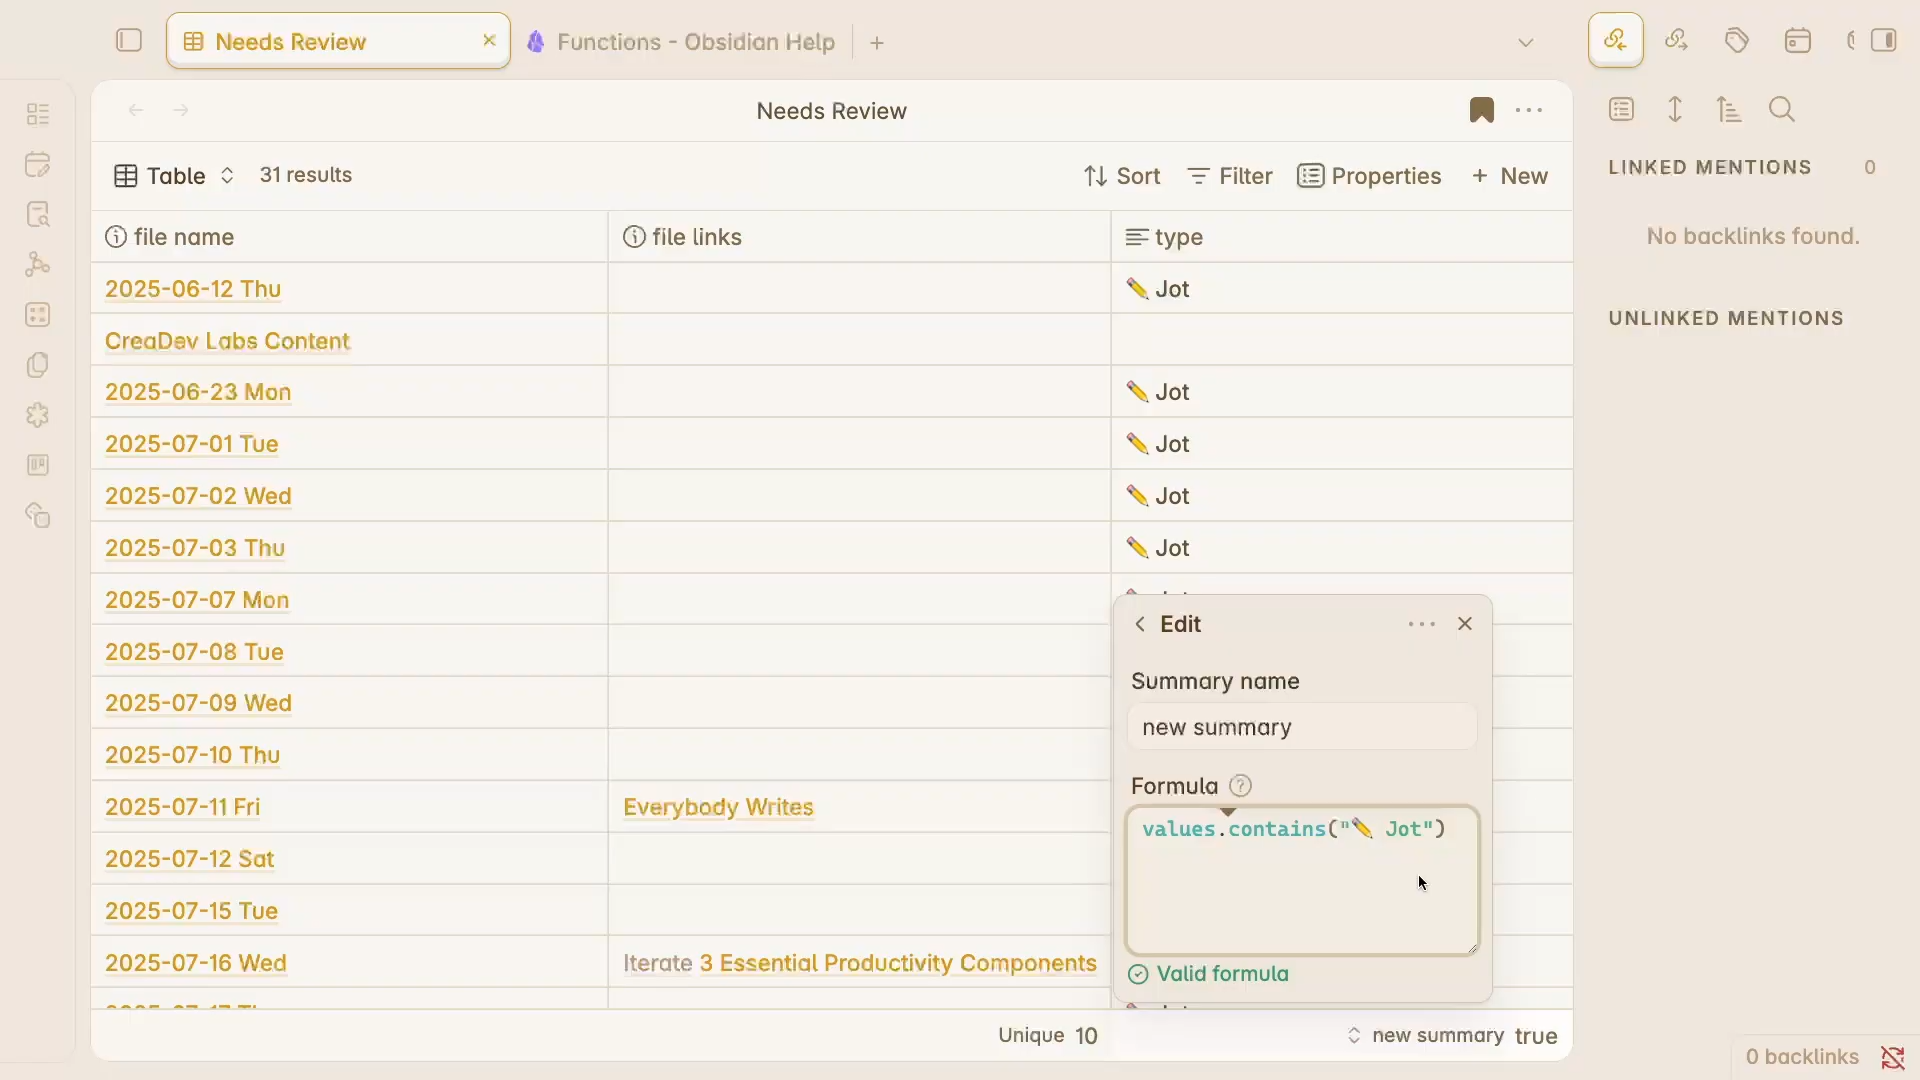 Needs Review
Functions - Obsidian Help
Needs Review
Table 31 results Sort Filter Properties + New
file name file links type
2025-06-12 Thu ✏️ Jot
CreaDev Labs Content
2025-06-23 Mon ✏️ Jot
2025-07-01 Tue ✏️ Jot
2025-07-02 Wed ✏️ Jot
2025-07-03 Thu ✏️ Jot
2025-07-07 Mon
2025-07-08 Tue
2025-07-09 Wed
2025-07-10 Thu
2025-07-11 Fri Everybody Writes
2025-07-12 Sat
2025-07-15 Tue
2025-07-16 Wed Iterate 3 Essential Productivity Components
Unique 10 new summary true
Edit
Summary name
new summary
Formula
values.contains("✏️ Jot")
Valid formula
LINKED MENTIONS 0
No backlinks found.
UNLINKED MENTIONS
0 backlinks